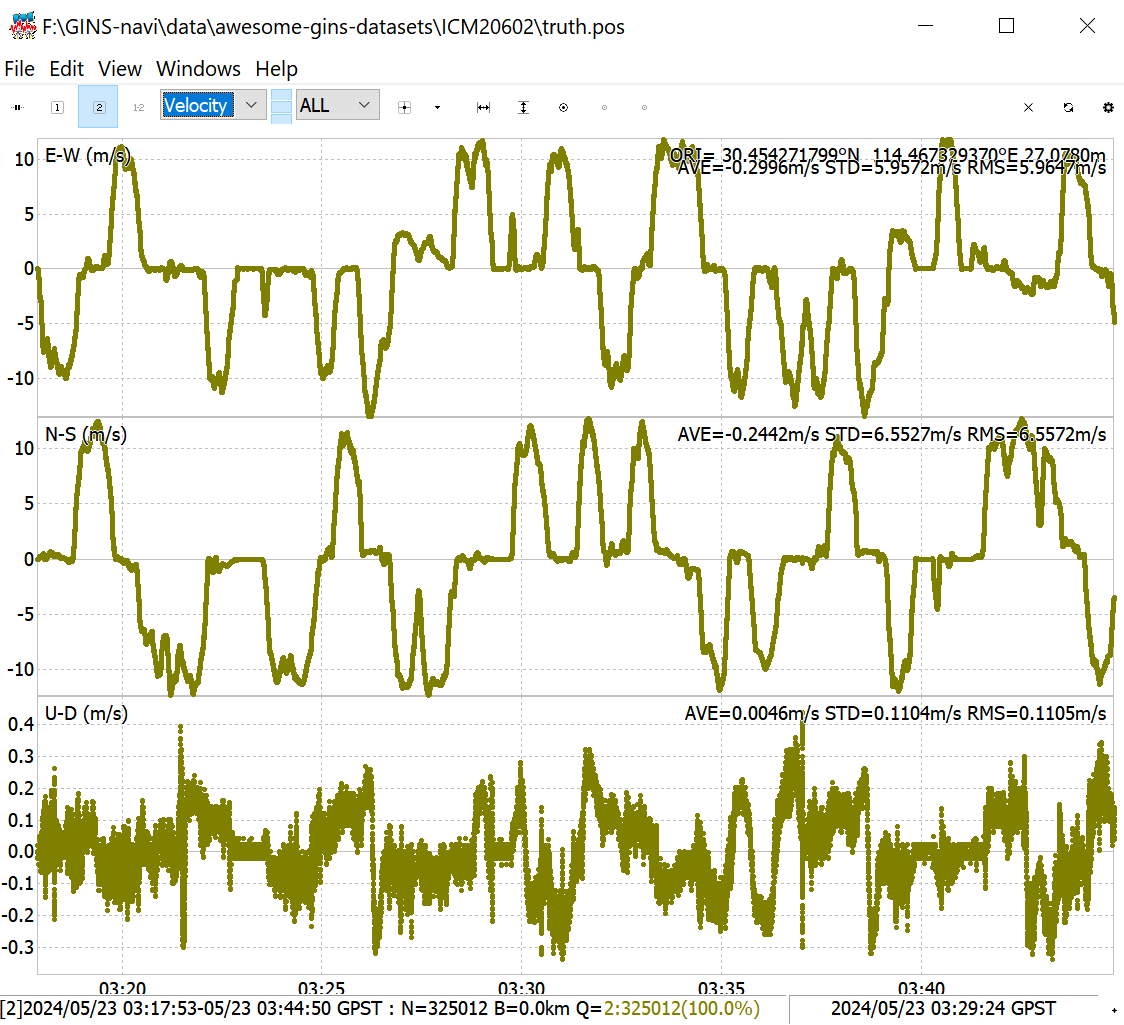 F:\GINS-navi\data\awesome-gins-datasets\ICM20602\truth.pos
File Edit View Windows Help
1 2 1-2 Velocity ALL
E-W (m/s)
ORI= 30.454271799°N 114.467339370°E 27.0780m
AVE=-0.2996m/s STD=5.9572m/s RMS=5.9647m/s
10
5
0
-5
-10
N-S (m/s)
AVE=-0.2442m/s STD=6.5527m/s RMS=6.5572m/s
10
5
0
-5
-10
U-D (m/s)
AVE=0.0046m/s STD=0.1104m/s RMS=0.1105m/s
0.4
0.3
0.2
0.1
0.0
-0.1
-0.2
-0.3
03:20 03:25 03:30 03:35 03:40
[2]2024/05/23 03:17:53-05/23 03:44:50 GPST : N=325012 B=0.0km Q=2:325012(100.0%)
2024/05/23 03:29:24 GPST